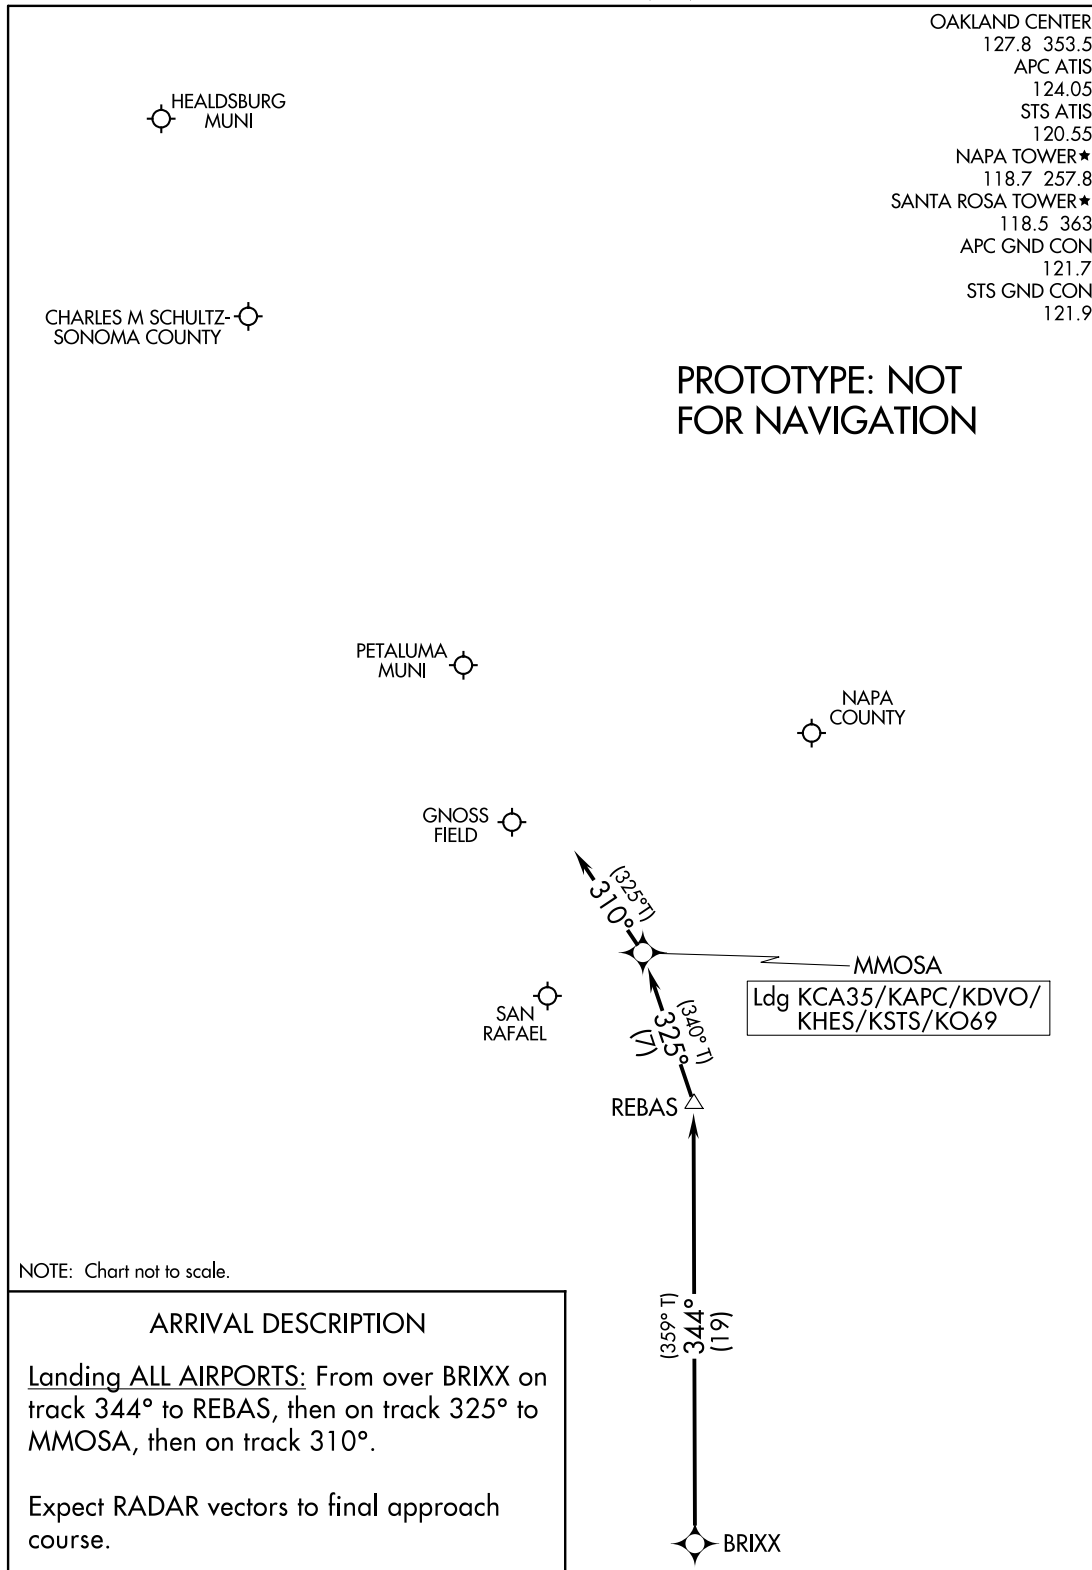 OAKLAND CENTER
127.8 353.5
APC ATIS
124.05
STS ATIS
120.55
NAPA TOWER★
118.7 257.8
SANTA ROSA TOWER★
118.5 363
APC GND CON
121.7
STS GND CON
121.9
HEALDSBURG
MUNI
CHARLES M SCHULTZ-
SONOMA COUNTY
PROTOTYPE: NOT
FOR NAVIGATION
PETALUMA
MUNI
NAPA
COUNTY
GNOSS
FIELD
(325°T)
310°
MMOSA
Ldg KCA35/KAPC/KDVO/
KHES/KSTS/KO69
SAN
RAFAEL
(340° T)
325°
(7)
REBAS
(359° T)
344°
(19)
NOTE: Chart not to scale.
ARRIVAL DESCRIPTION
Landing ALL AIRPORTS: From over BRIXX on
track 344° to REBAS, then on track 325° to
MMOSA, then on track 310°.
Expect RADAR vectors to final approach
course.
BRIXX